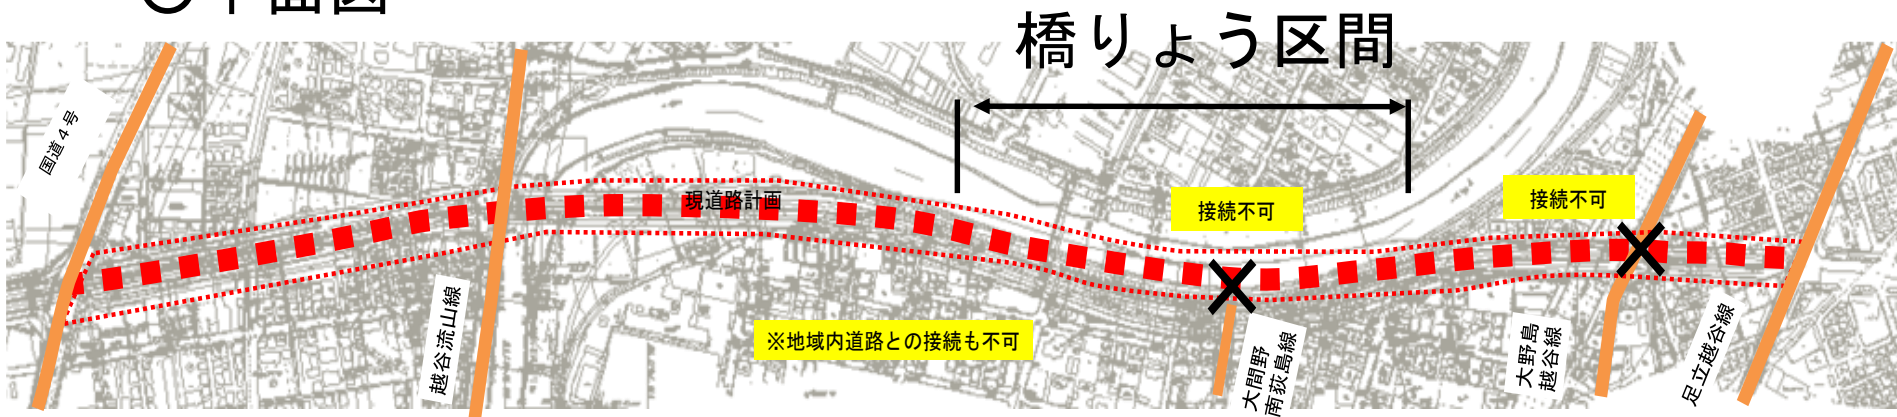 〇平面図
橋りょう区間
国道4号
現道路計画
接続不可
接続不可
越谷流山線
※地域内道路との接続も不可
大間野
南荻島線
大野島
越谷線
足立越谷線